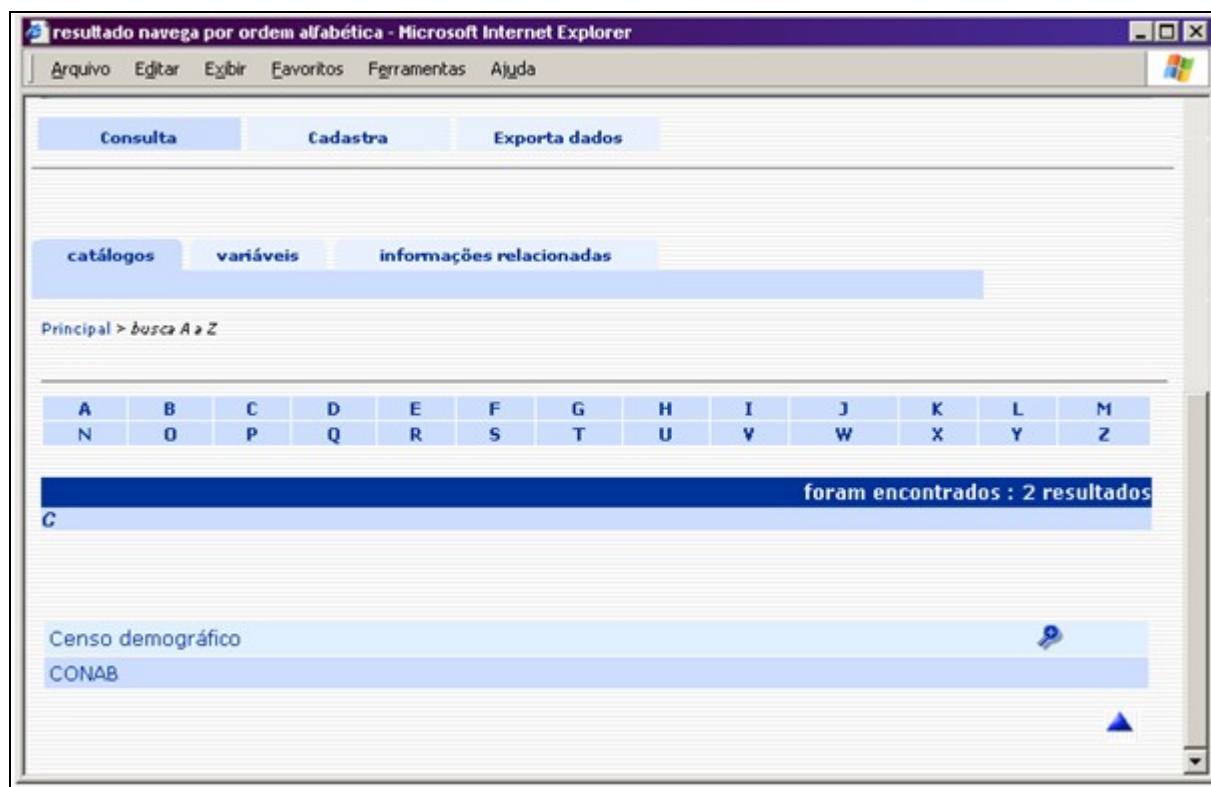 resultado navega por ordem alfabética - Microsoft Internet Explorer
Arquivo Editar Exibir Favoritos Ferramentas Ajuda
Consulta Cadastra Exporta dados
catálogos variáveis informações relacionadas
Principal > busca A a Z
A B C D E F G H I J K L M
N O P Q R S T U V W X Y Z
foram encontrados : 2 resultados
C
Censo demográfico
CONAB